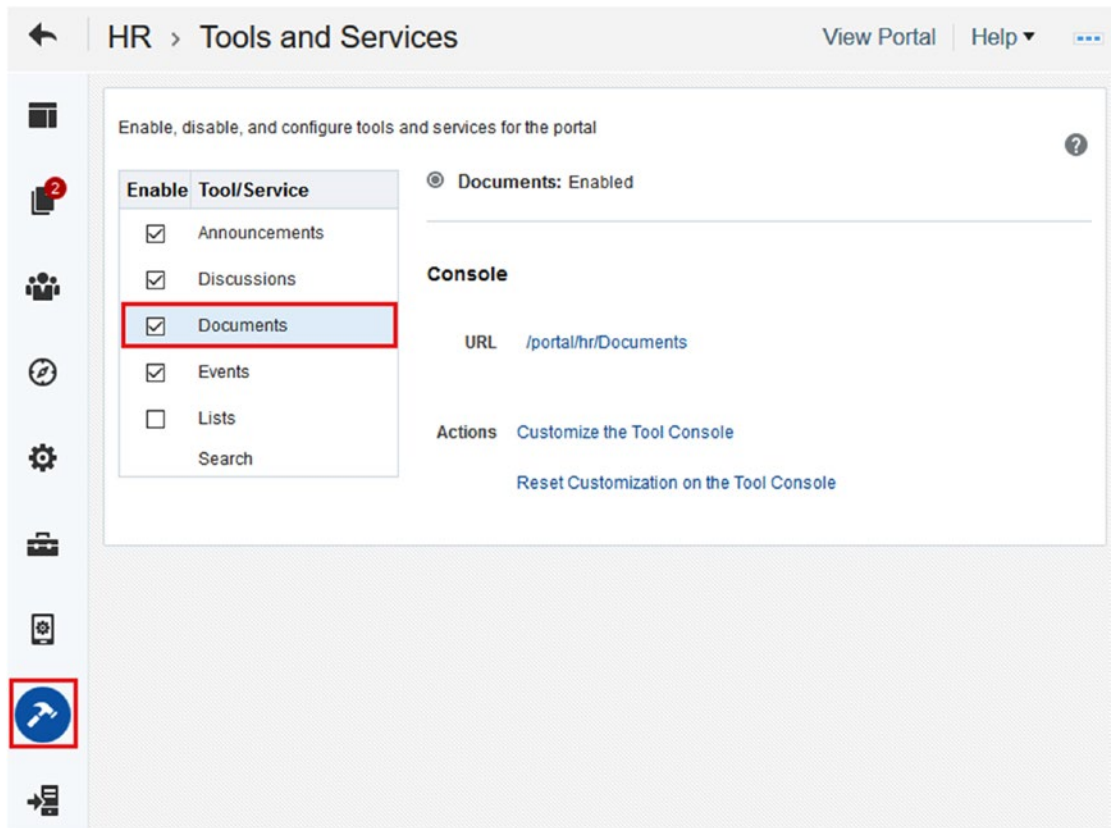 HR > Tools and Services
View Portal
Help ▾
Enable, disable, and configure tools and services for the portal
?
2
Enable Tool/Service
Announcements
Discussions
Documents
Events
Lists
Search
Documents: Enabled
Console
URL /portal/hr/Documents
Actions Customize the Tool Console
Reset Customization on the Tool Console